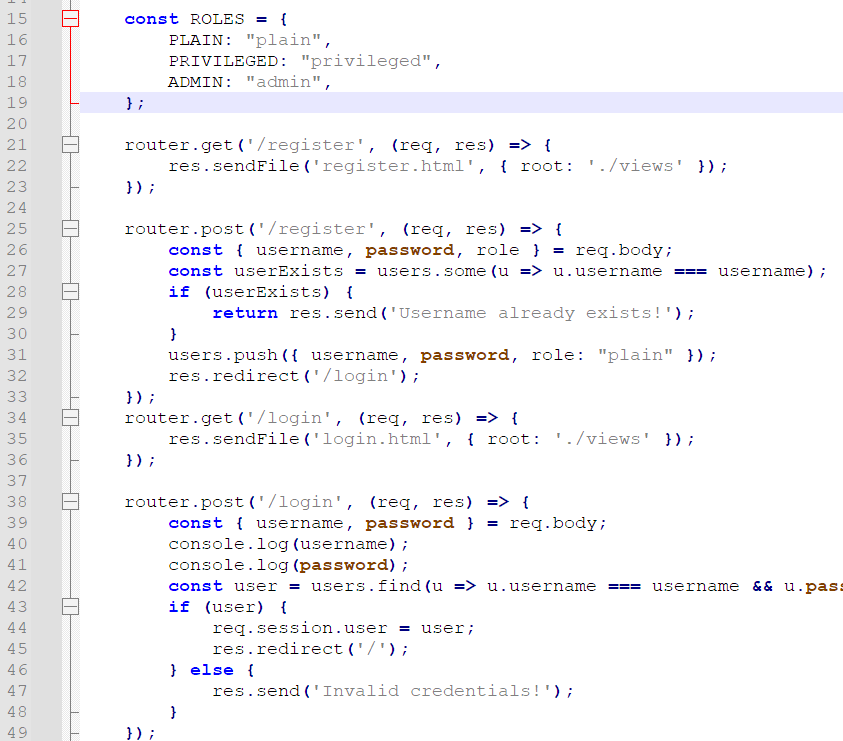 15 const ROLES = {
16     PLAIN: "plain",
17     PRIVILEGED: "privileged",
18     ADMIN: "admin",
19 };
20
21 router.get('/register', (req, res) => {
22     res.sendFile('register.html', { root: './views' });
23 });
24
25 router.post('/register', (req, res) => {
26     const { username, password, role } = req.body;
27     const userExists = users.some(u => u.username === username);
28     if (userExists) {
29         return res.send('Username already exists!');
30     }
31     users.push({ username, password, role: "plain" });
32     res.redirect('/login');
33 });
34 router.get('/login', (req, res) => {
35     res.sendFile('login.html', { root: './views' });
36 });
37
38 router.post('/login', (req, res) => {
39     const { username, password } = req.body;
40     console.log(username);
41     console.log(password);
42     const user = users.find(u => u.username === username && u.pass
43     if (user) {
44         req.session.user = user;
45         res.redirect('/');
46     } else {
47         res.send('Invalid credentials!');
48     }
49 });